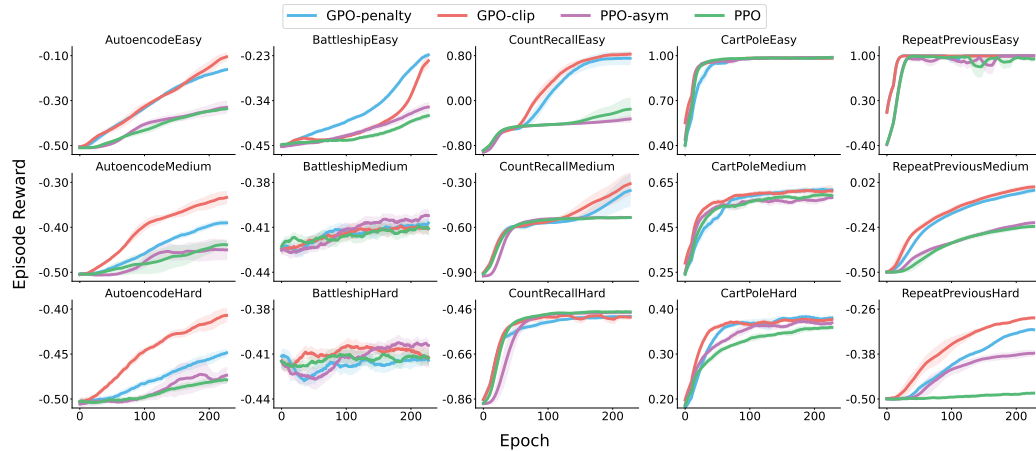 GPO-penalty GPO-clip PPO-asym PPO
AutoencodeEasy BattleshipEasy CountRecallEasy CartPoleEasy RepeatPreviousEasy
-0.10 -0.23 0.80 1.00 1.00
-0.30 -0.34 0.00 0.70 0.30
-0.50 -0.45 -0.80 0.40 -0.40
AutoencodeMedium BattleshipMedium CountRecallMedium CartPoleMedium RepeatPreviousMedium
-0.30 -0.38 -0.30 0.65 0.02
-0.40 -0.41 -0.60 0.45 -0.24
-0.50 -0.44 -0.90 0.25 -0.50
AutoencodeHard BattleshipHard CountRecallHard CartPoleHard RepeatPreviousHard
-0.40 -0.38 -0.46 0.40 -0.26
-0.45 -0.41 -0.66 0.30 -0.38
-0.50 -0.44 -0.86 0.20 -0.50
0 100 200 0 100 200 0 100 200 0 100 200 0 100 200
Episode Reward
Epoch